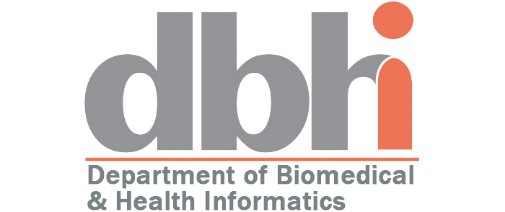 dbhi
Department of Biomedical
& Health Informatics